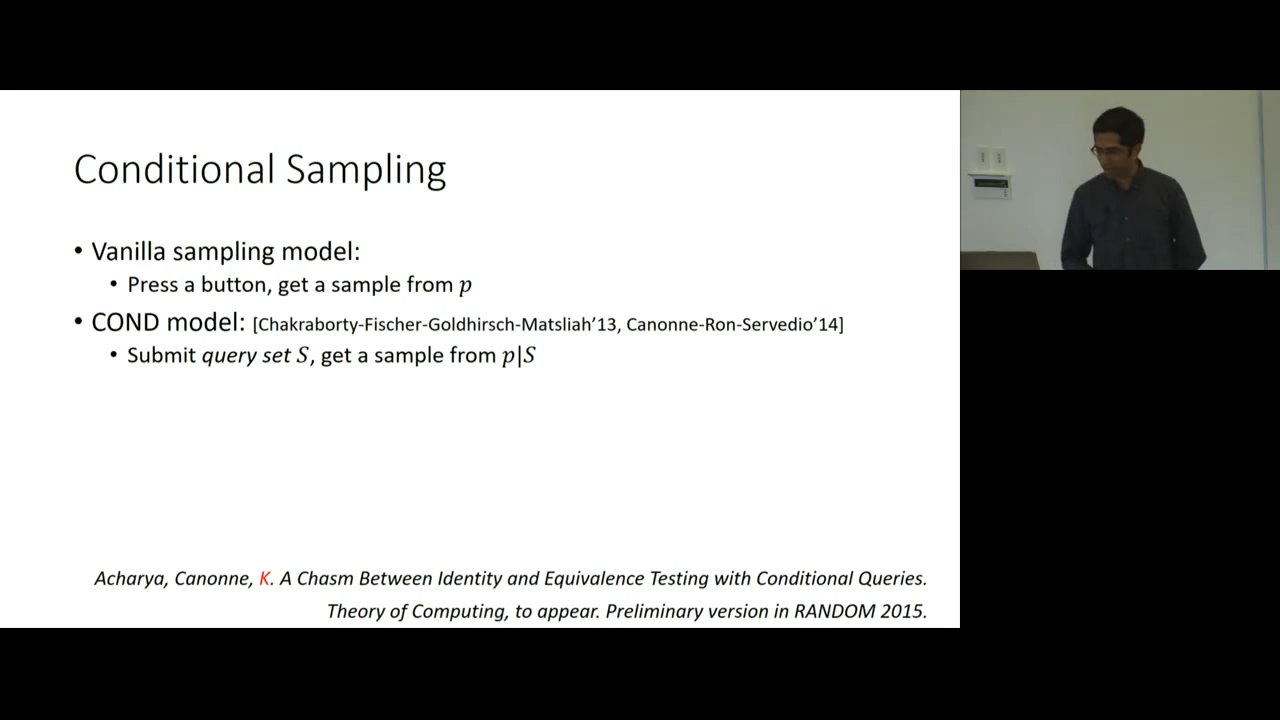 Conditional Sampling
• Vanilla sampling model:
• Press a button, get a sample from p
• COND model: [Chakraborty-Fischer-Goldhirsch-Matsliah’13, Canonne-Ron-Servedio’14]
• Submit query set S, get a sample from p|S
Acharya, Canonne, K. A Chasm Between Identity and Equivalence Testing with Conditional Queries.
Theory of Computing, to appear. Preliminary version in RANDOM 2015.